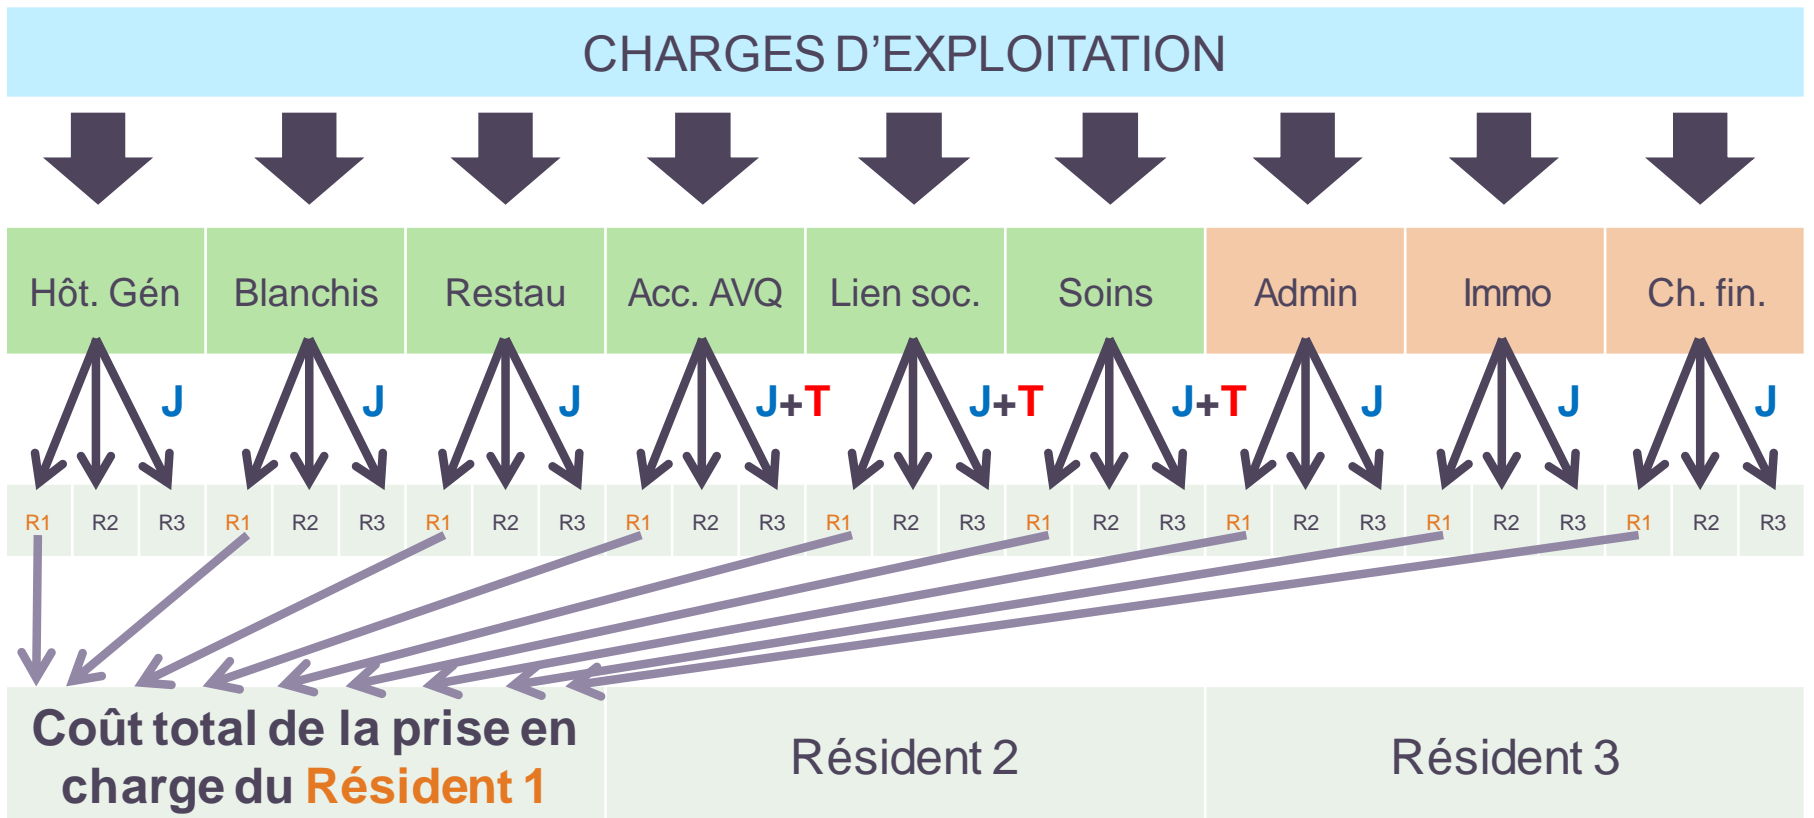 CHARGES D’EXPLOITATION
Hôt. Gén Blanchis Restau Acc. AVQ Lien soc. Soins Admin Immo Ch. fin.
J J J J+T J+T J+T J J J
R1 R2 R3 R1 R2 R3 R1 R2 R3 R1 R2 R3 R1 R2 R3 R1 R2 R3 R1 R2 R3 R1 R2 R3 R1 R2 R3
Coût total de la prise en
charge du Résident 1
Résident 2
Résident 3